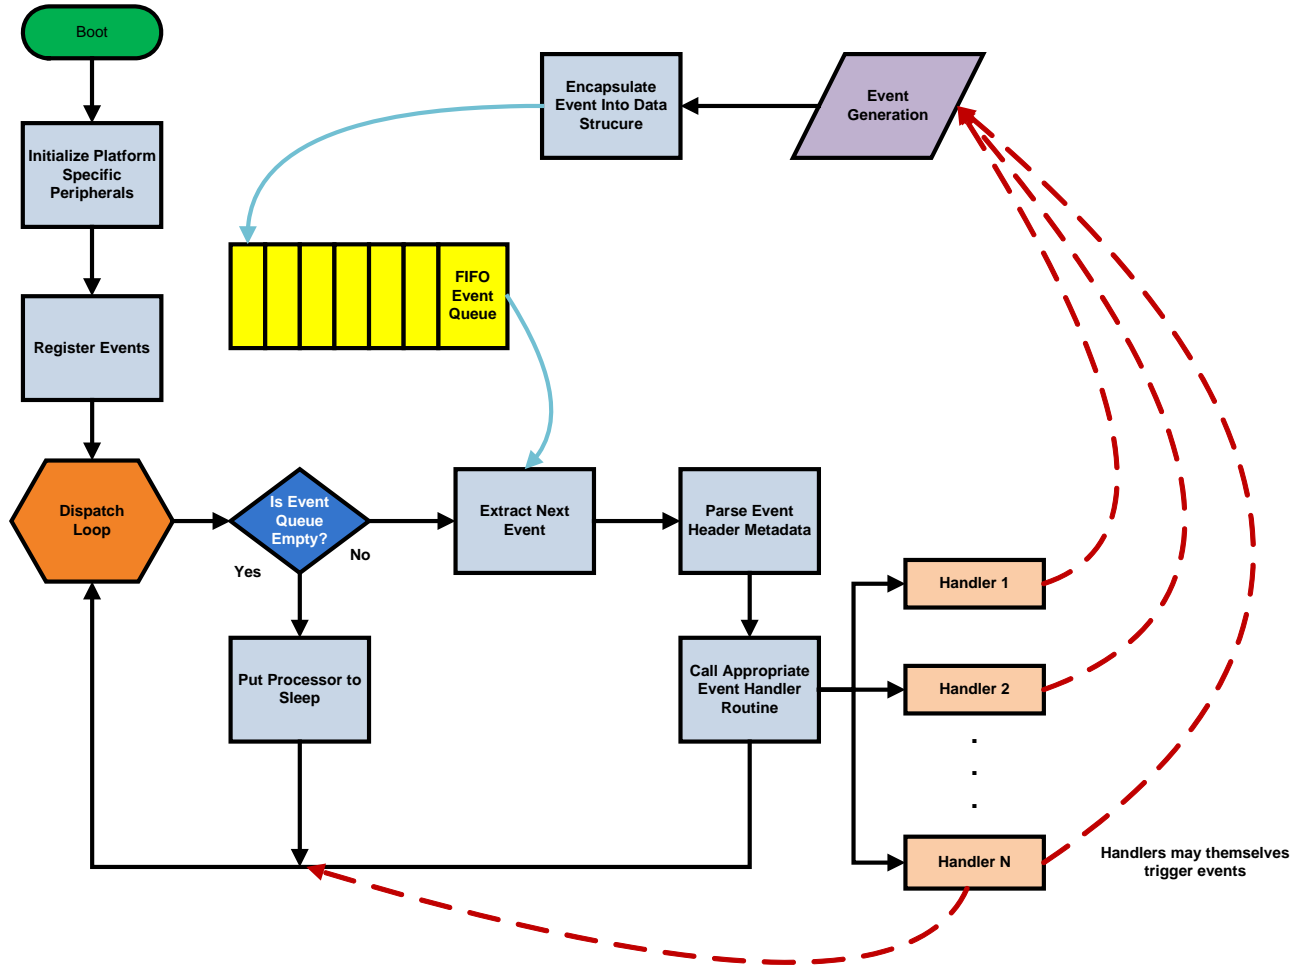 Boot
Encapsulate
Event Into Data
Strucure
Event
Generation
Initialize Platform
Specific
Peripherals
FIFO
Event
Queue
Register Events
Dispatch
Loop
Is Event
Queue
Empty?
Yes
No
Extract Next
Event
Parse Event
Header Metadata
Handler 1
Put Processor to
Sleep
Call Appropriate
Event Handler
Routine
Handler 2
.
.
.
Handler N
Handlers may themselves
trigger events